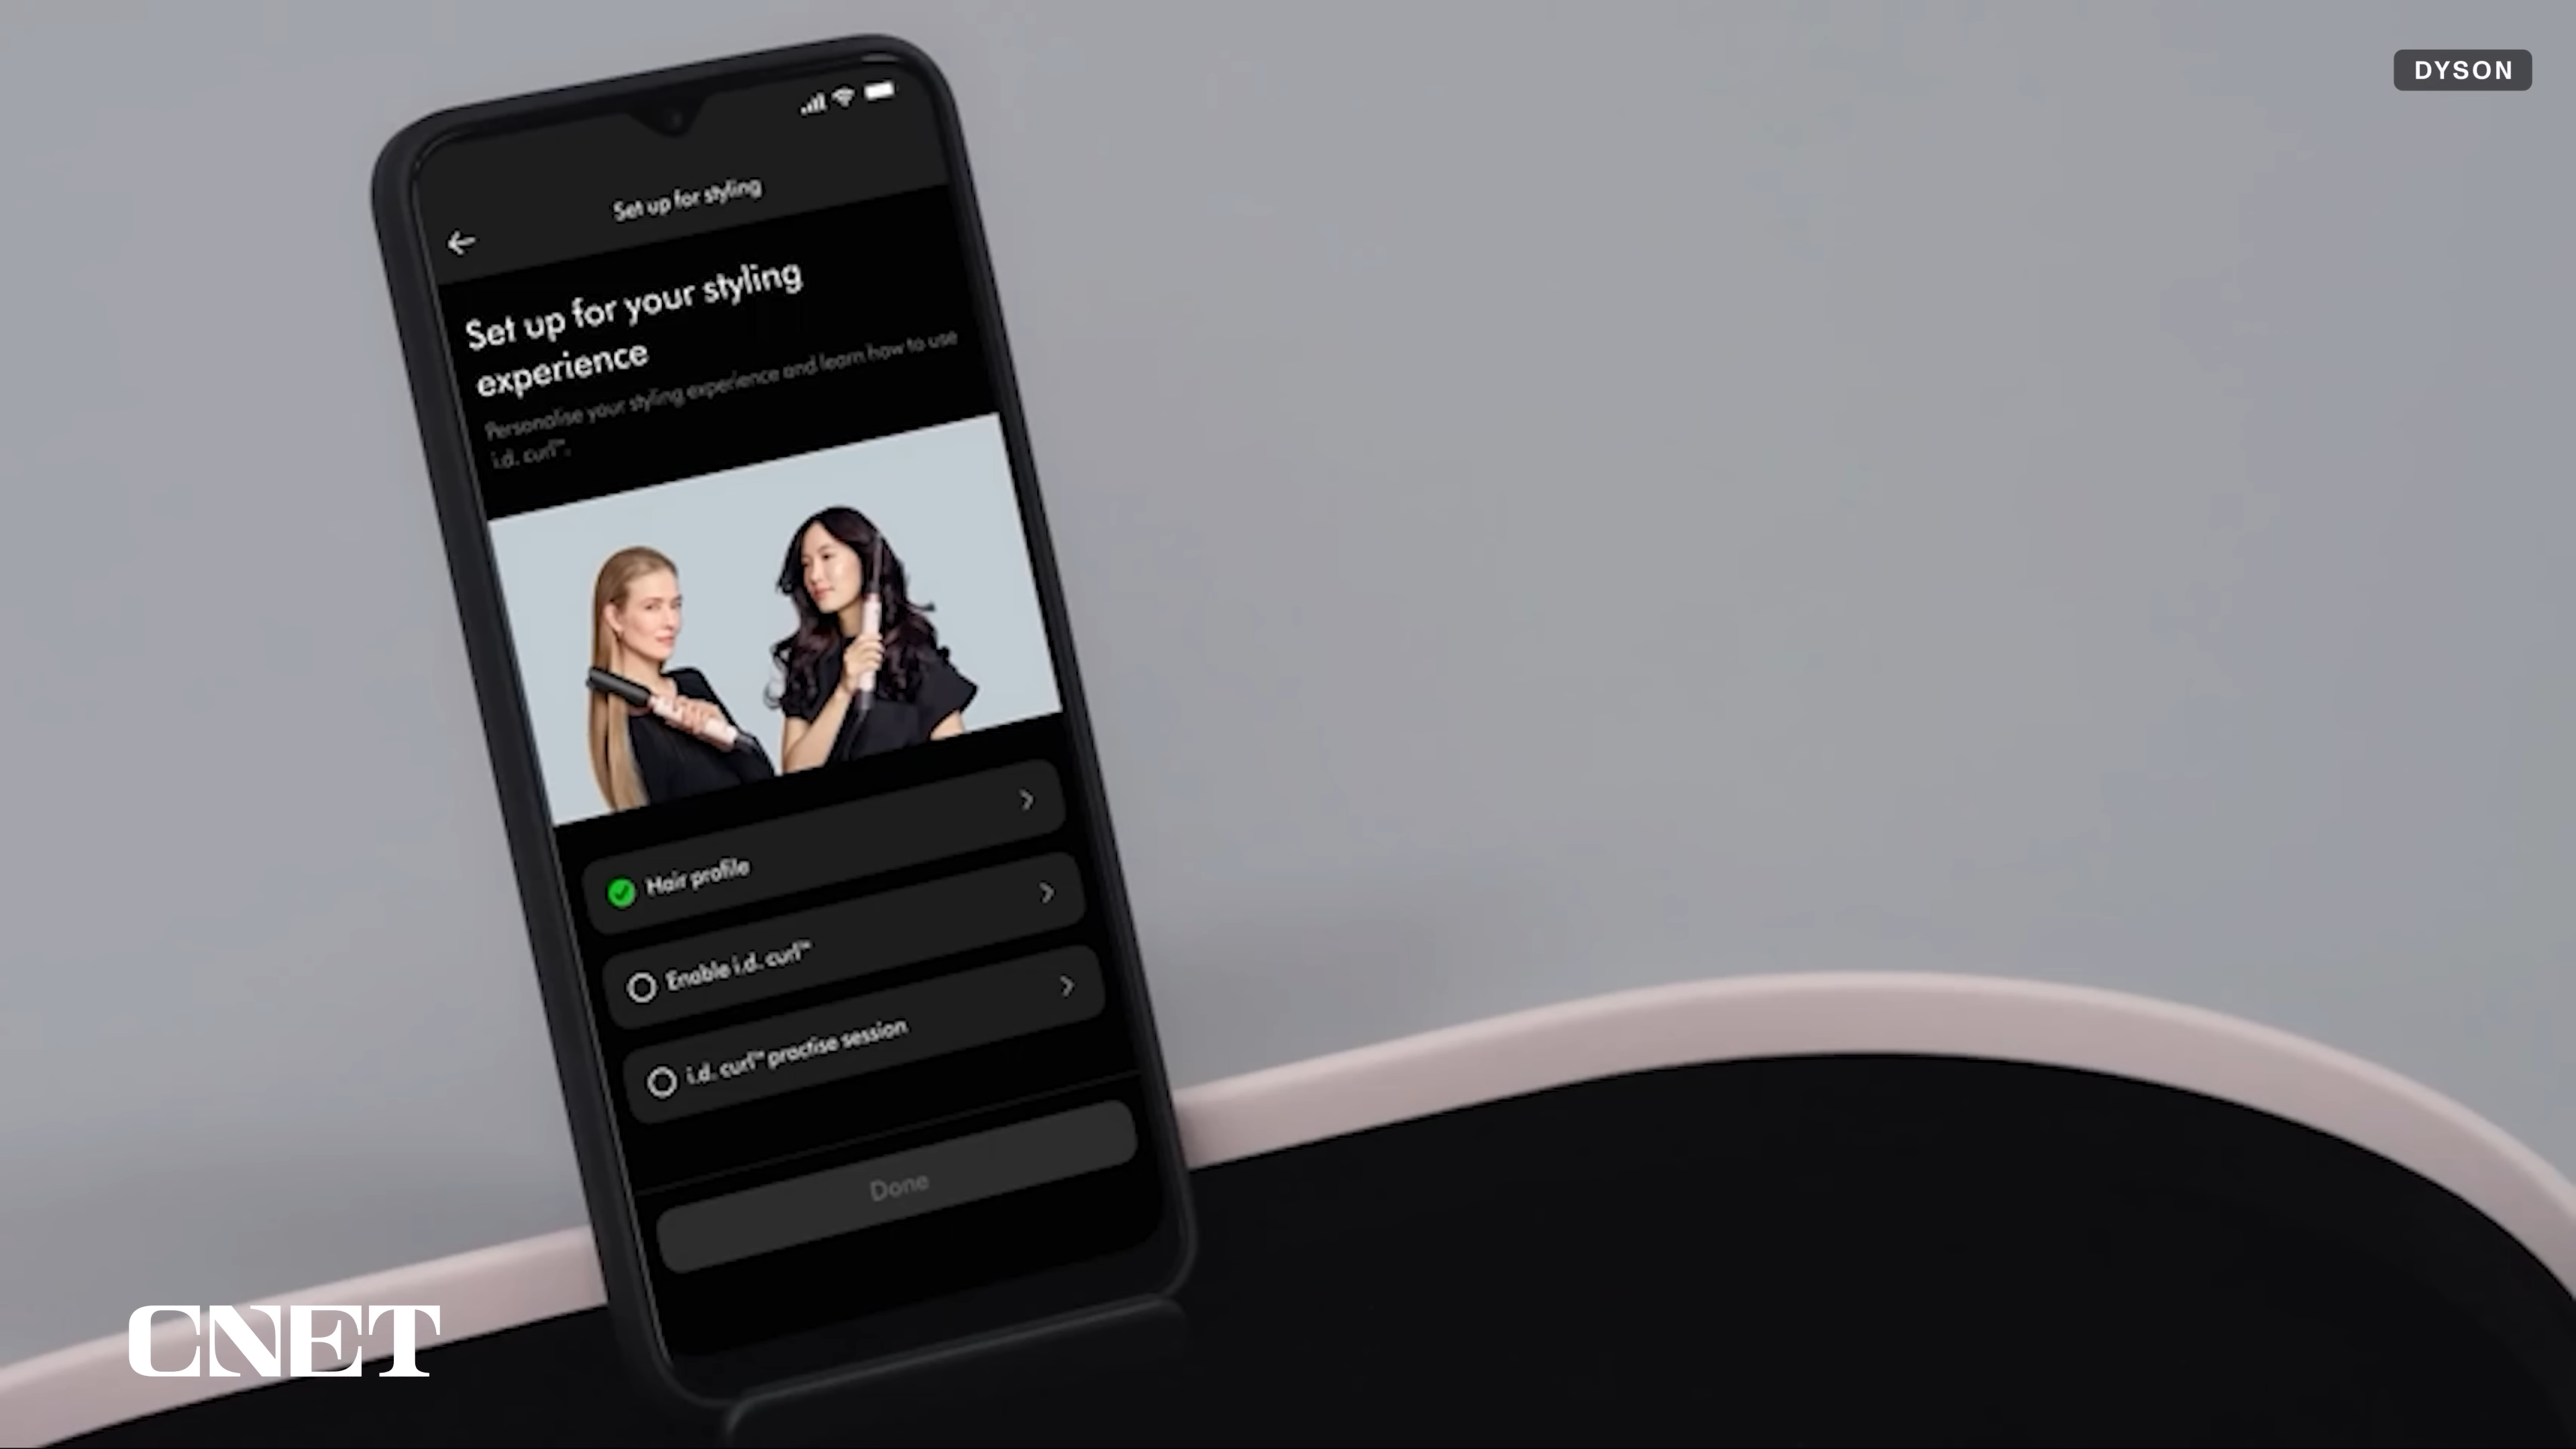 DYSON
Set up for styling
Set up for your styling
experience
Personalise your styling experience and learn how to use
i.d. curl™.
Hair profile
Enable i.d. curl™
i.d. curl™ practise session
Done
CNET